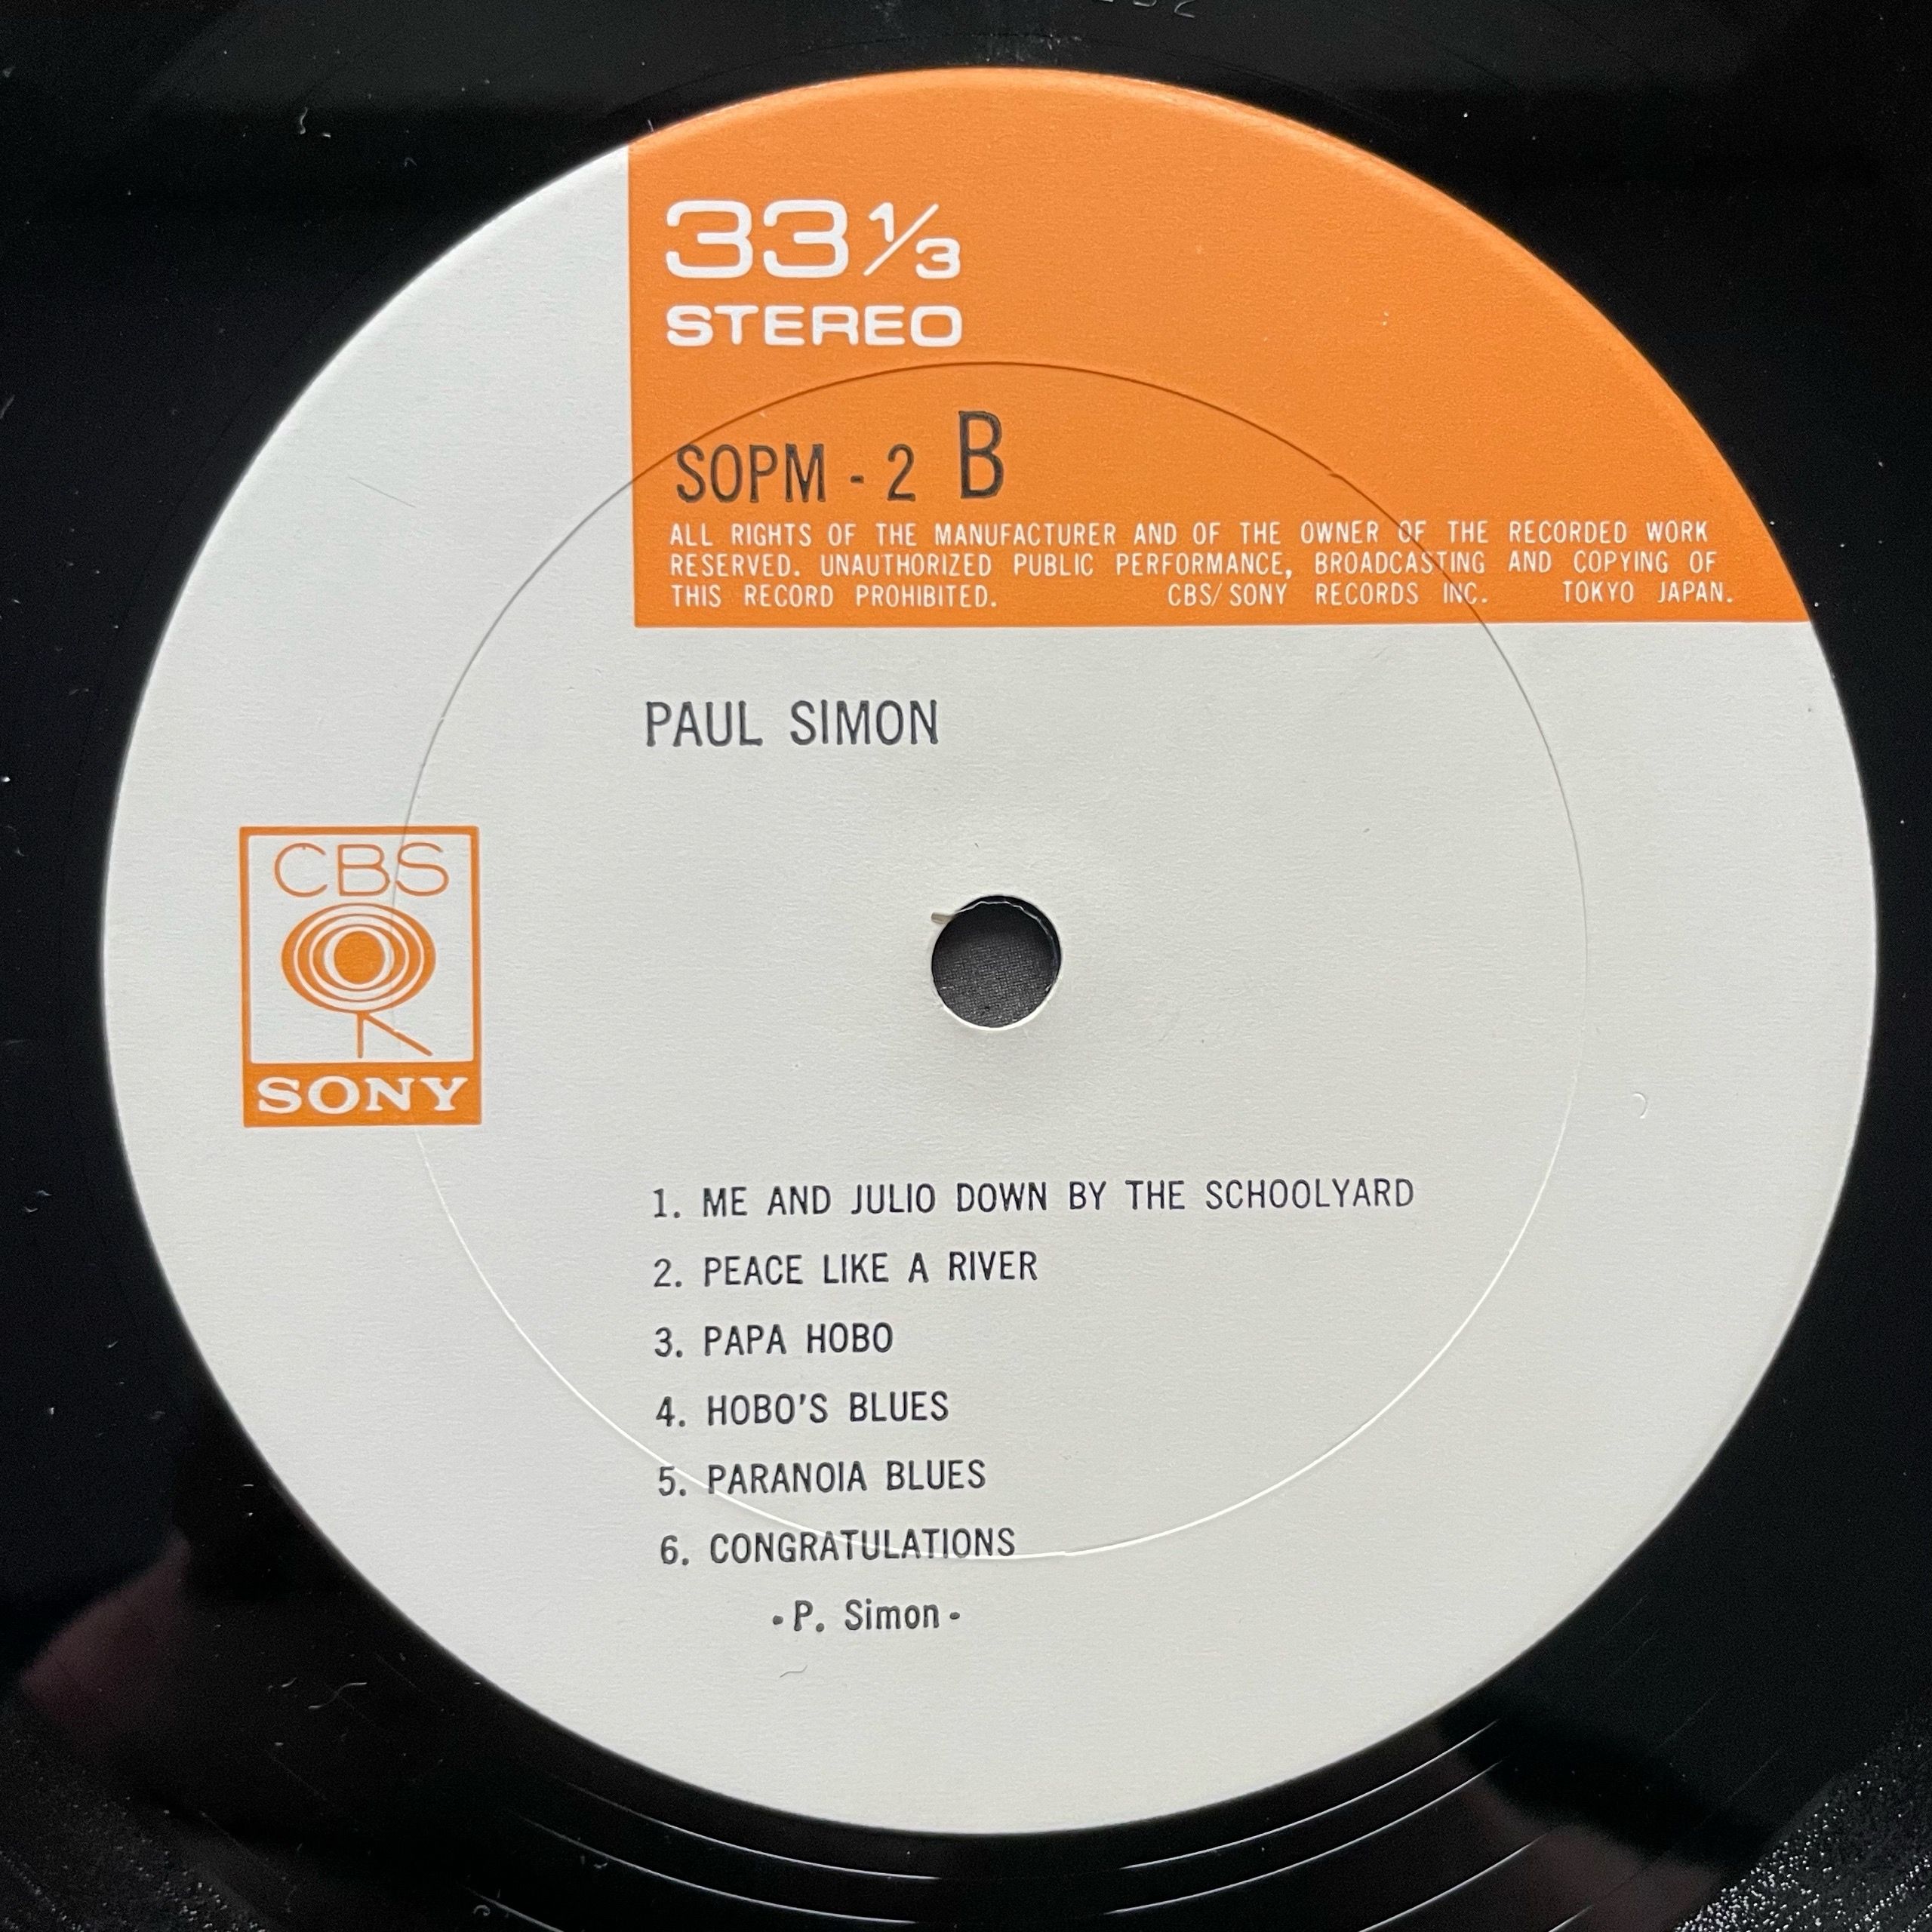 33 1/3
STEREO
SOPM - 2 B
ALL RIGHTS OF THE MANUFACTURER AND OF THE OWNER OF THE RECORDED WORK
RESERVED. UNAUTHORIZED PUBLIC PERFORMANCE, BROADCASTING AND COPYING OF
THIS RECORD PROHIBITED. CBS/SONY RECORDS INC. TOKYO JAPAN.
PAUL SIMON
CBS
SONY
1. ME AND JULIO DOWN BY THE SCHOOLYARD
2. PEACE LIKE A RIVER
3. PAPA HOBO
4. HOBO'S BLUES
5. PARANOIA BLUES
6. CONGRATULATIONS
-P. Simon-